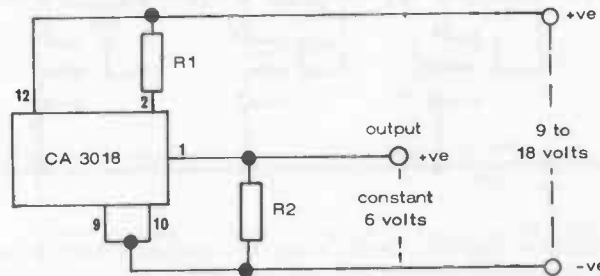 +ve
R1
12
2
CA 3018
1
output
+ve
9 to
18 volts
constant
6 volts
R2
9
10
-ve